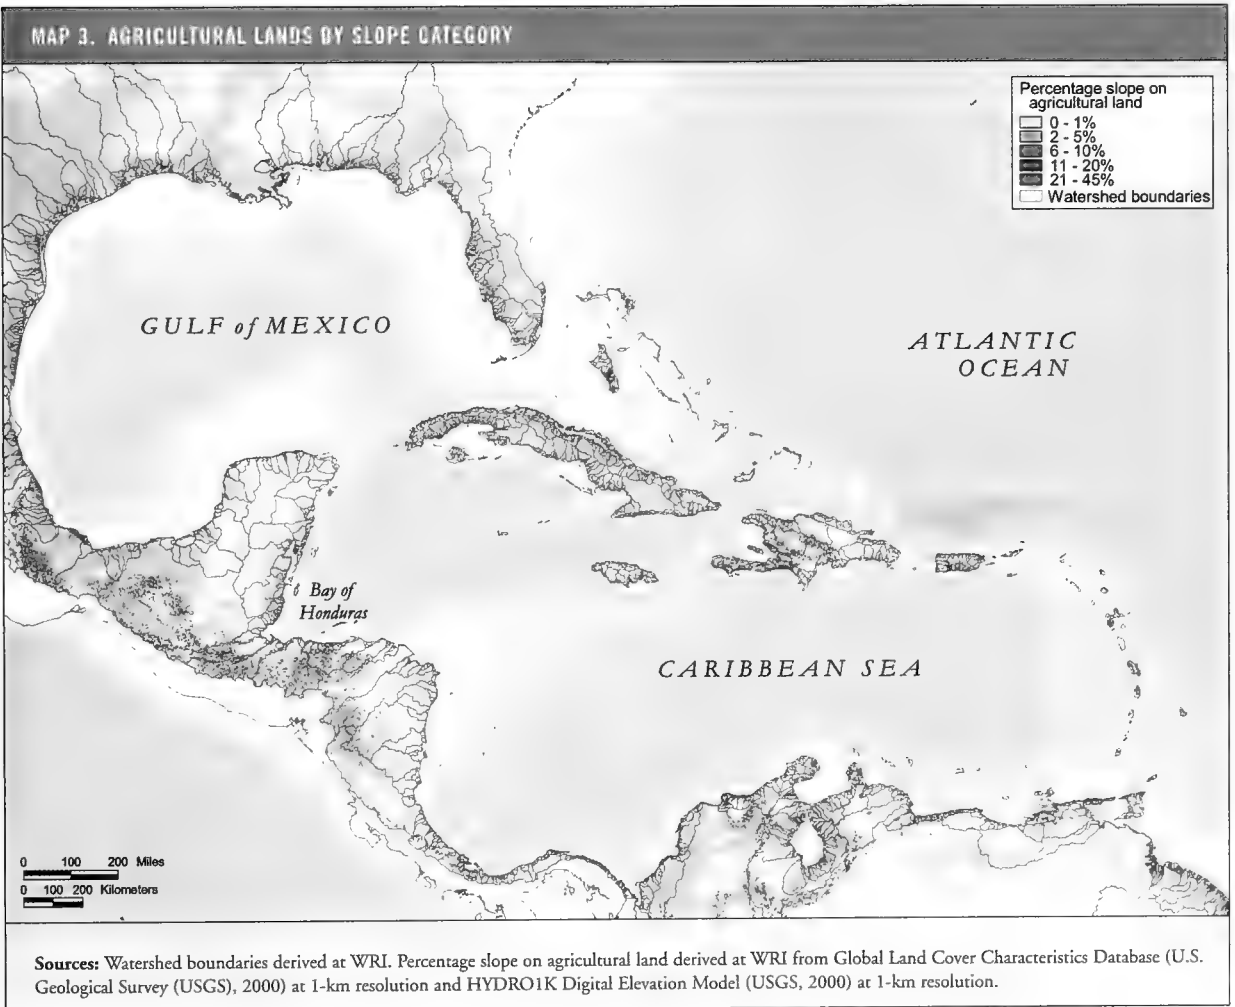 MAP 3. AGRICULTURAL LANDS BY SLOPE CATEGORY
Percentage slope on
agricultural land
0 - 1%
2 - 5%
6 - 10%
11 - 20%
21 - 45%
Watershed boundaries
GULF of MEXICO
ATLANTIC
OCEAN
Bay of
Honduras
CARIBBEAN SEA
0 100 200 Miles
0 100 200 Kilometers
Sources: Watershed boundaries derived at WRI. Percentage slope on agricultural land derived at WRI from Global Land Cover Characteristics Database (U.S.
Geological Survey (USGS), 2000) at 1-km resolution and HYDRO1K Digital Elevation Model (USGS, 2000) at 1-km resolution.